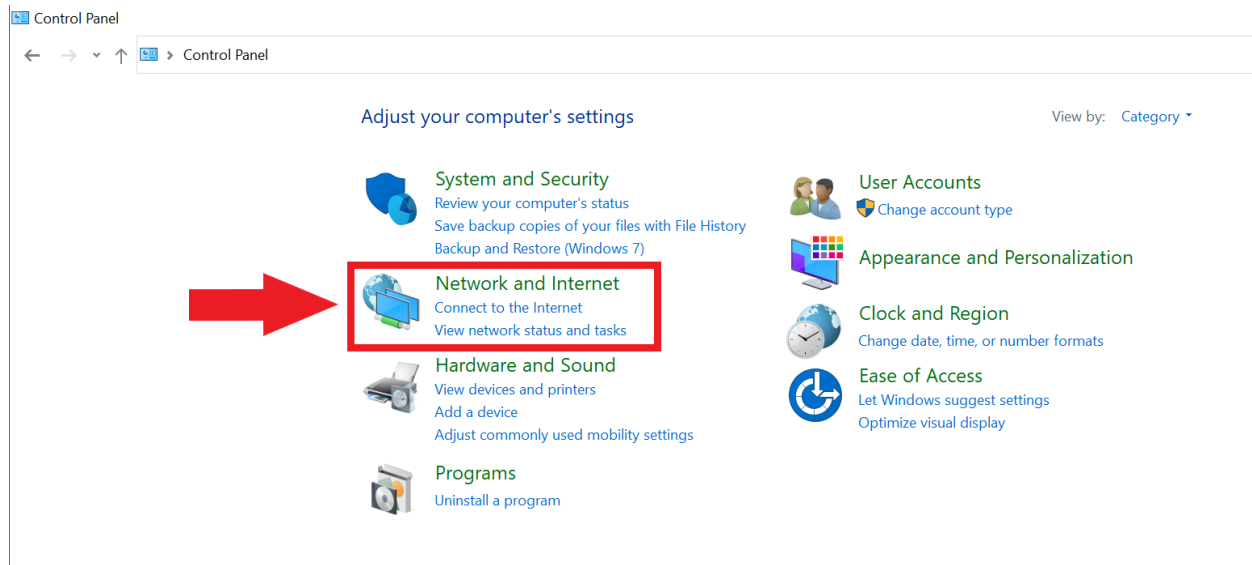 Control Panel
Control Panel
Adjust your computer's settings
View by: Category
System and Security
Review your computer's status
Save backup copies of your files with File History
Backup and Restore (Windows 7)
Network and Internet
Connect to the Internet
View network status and tasks
Hardware and Sound
View devices and printers
Add a device
Adjust commonly used mobility settings
Programs
Uninstall a program
User Accounts
Change account type
Appearance and Personalization
Clock and Region
Change date, time, or number formats
Ease of Access
Let Windows suggest settings
Optimize visual display